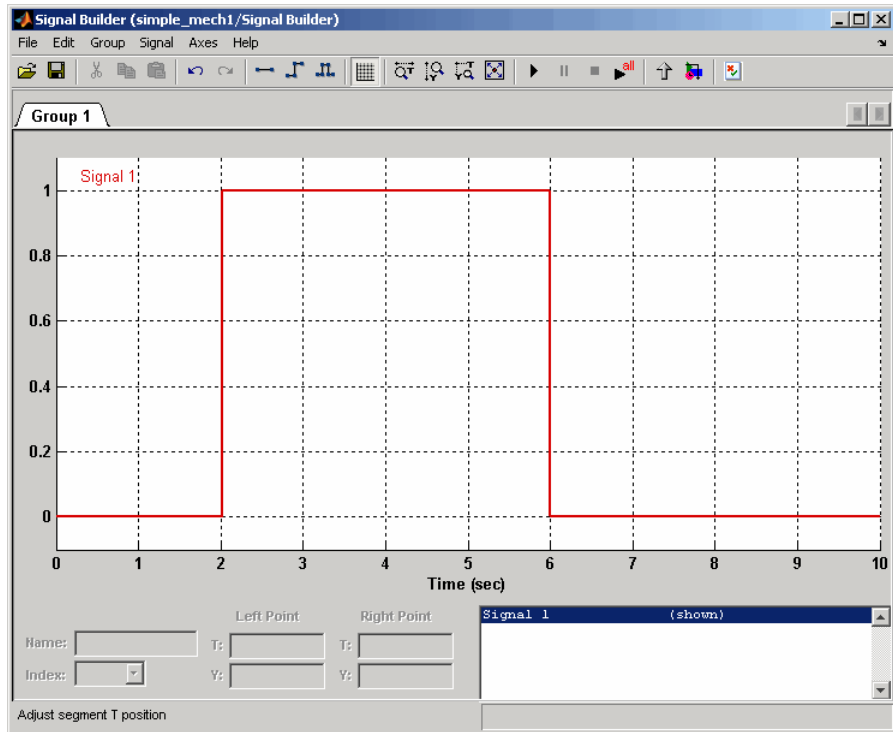 Signal Builder (simple_mech1/Signal Builder)
File Edit Group Signal Axes Help
all
Group 1
Signal 1
1
0.8
0.6
0.4
0.2
0
0 1 2 3 4 5 6 7 8 9 10
Time (sec)
Left Point Right Point
Name: T: T:
Index: Y: Y:
Signal 1 (shown)
Adjust segment T position